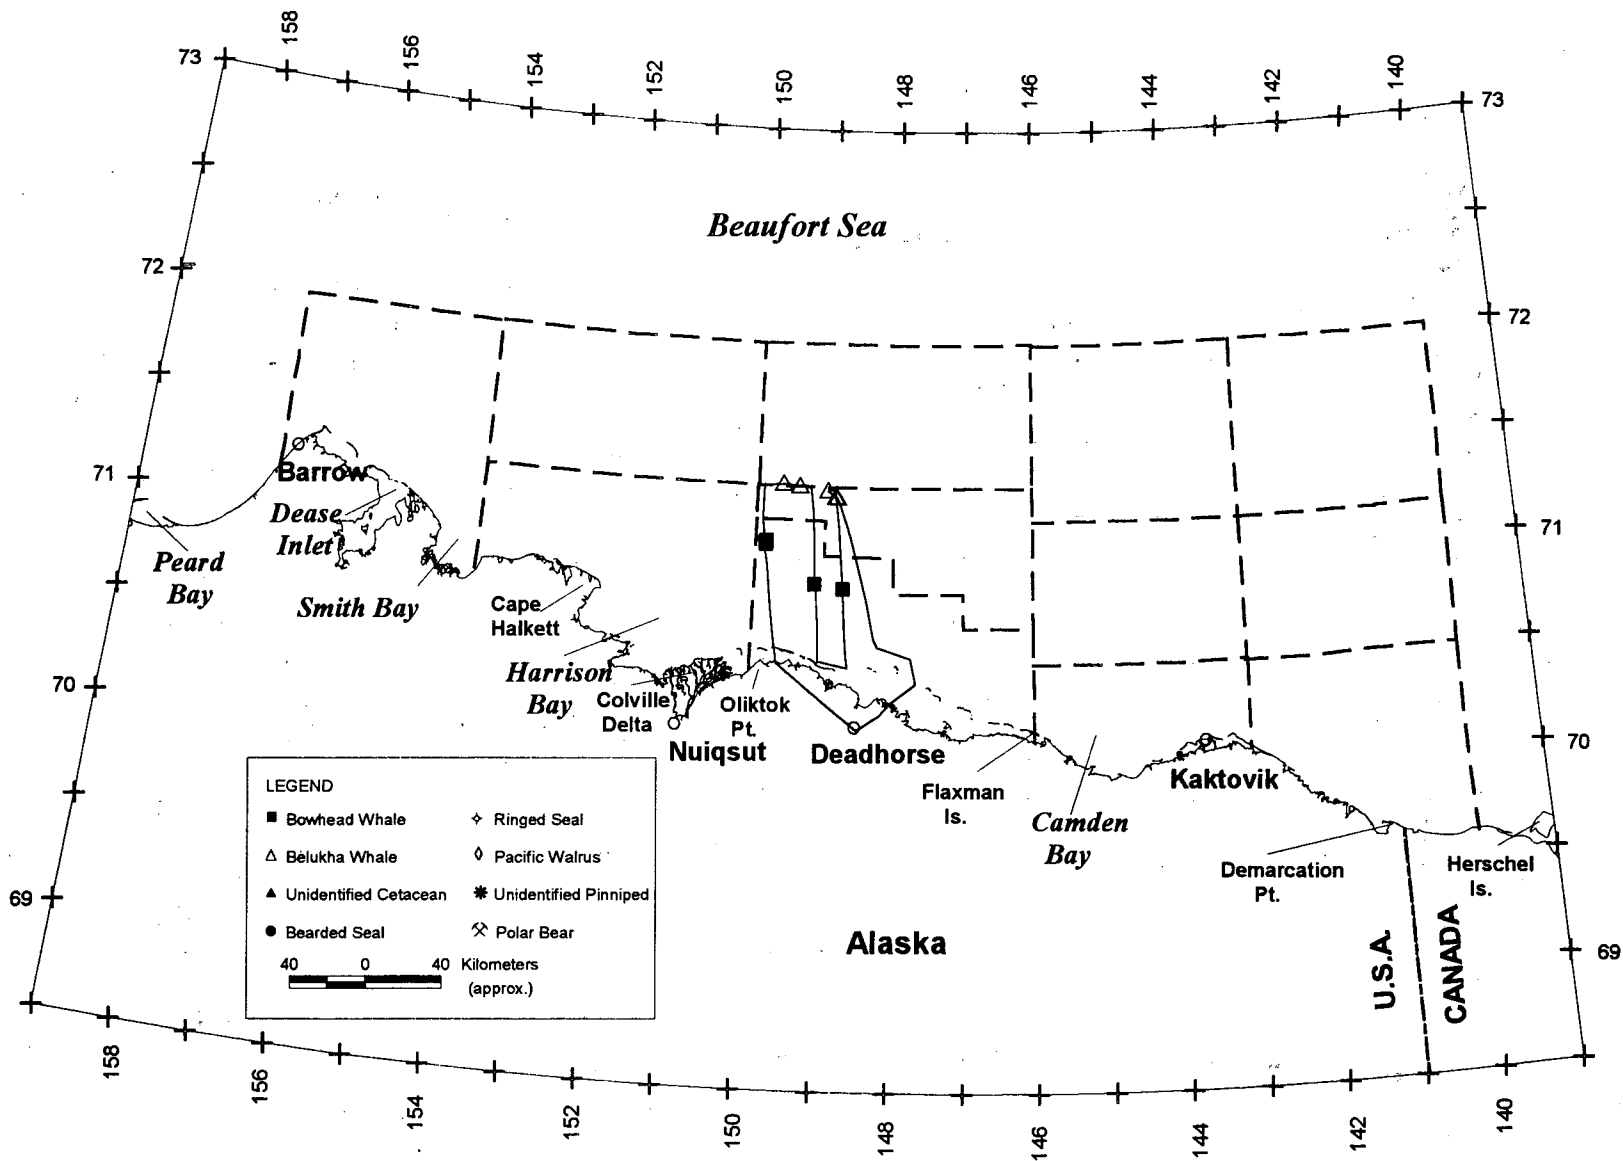 158
156
154
152
150
148
146
144
142
140
73
73
Beaufort Sea
72
72
71
71
Barrow
Dease
Inlet
Peard
Bay
Smith Bay
Cape
Halkett
Harrison
Bay
Colville
Delta
Oliktok
Pt.
70
70
Nuiqsut
Deadhorse
Flaxman
Is.
Kaktovik
Camden
Bay
Demarcation
Pt.
Herschel
Is.
LEGEND
Bowhead Whale
Ringed Seal
Belukha Whale
Pacific Walrus
Unidentified Cetacean
Unidentified Pinniped
Bearded Seal
Polar Bear
40 0 40 Kilometers
(approx.)
69
69
Alaska
U.S.A.
CANADA
158
156
154
152
150
148
146
144
142
140